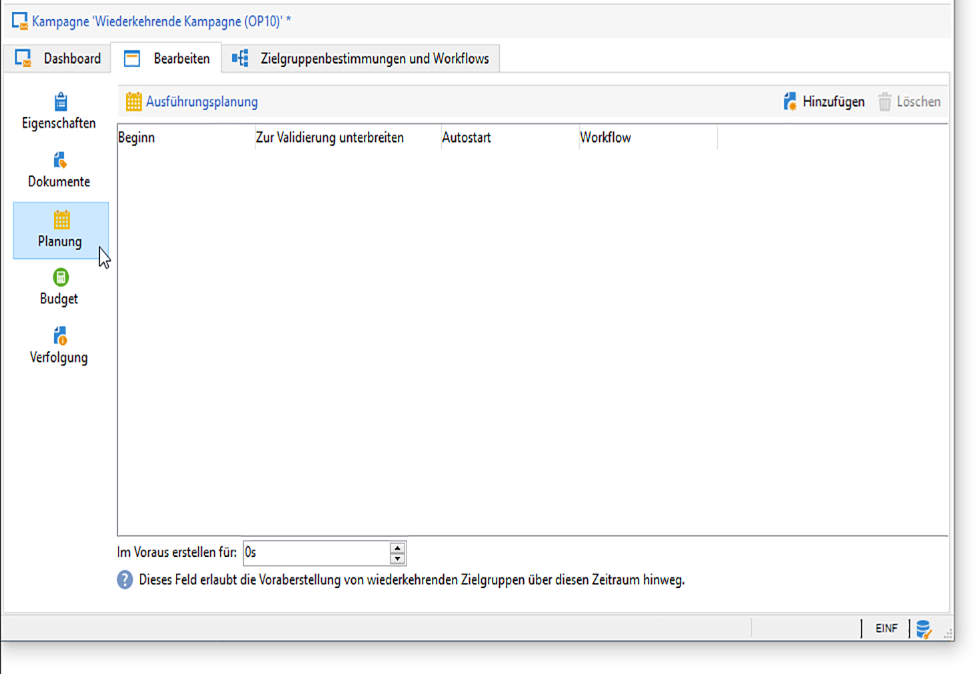 Kampagne 'Wiederkehrende Kampagne (OP10)' *
Dashboard Bearbeiten Zielgruppenbestimmungen und Workflows
Eigenschaften
Dokumente
Planung
Budget
Verfolgung
Ausführungsplanung Hinzufügen Löschen
Beginn Zur Validierung unterbreiten Autostart Workflow
Im Voraus erstellen für: 0s
Dieses Feld erlaubt die Voraberstellung von wiederkehrenden Zielgruppen über diesen Zeitraum hinweg.
EINF